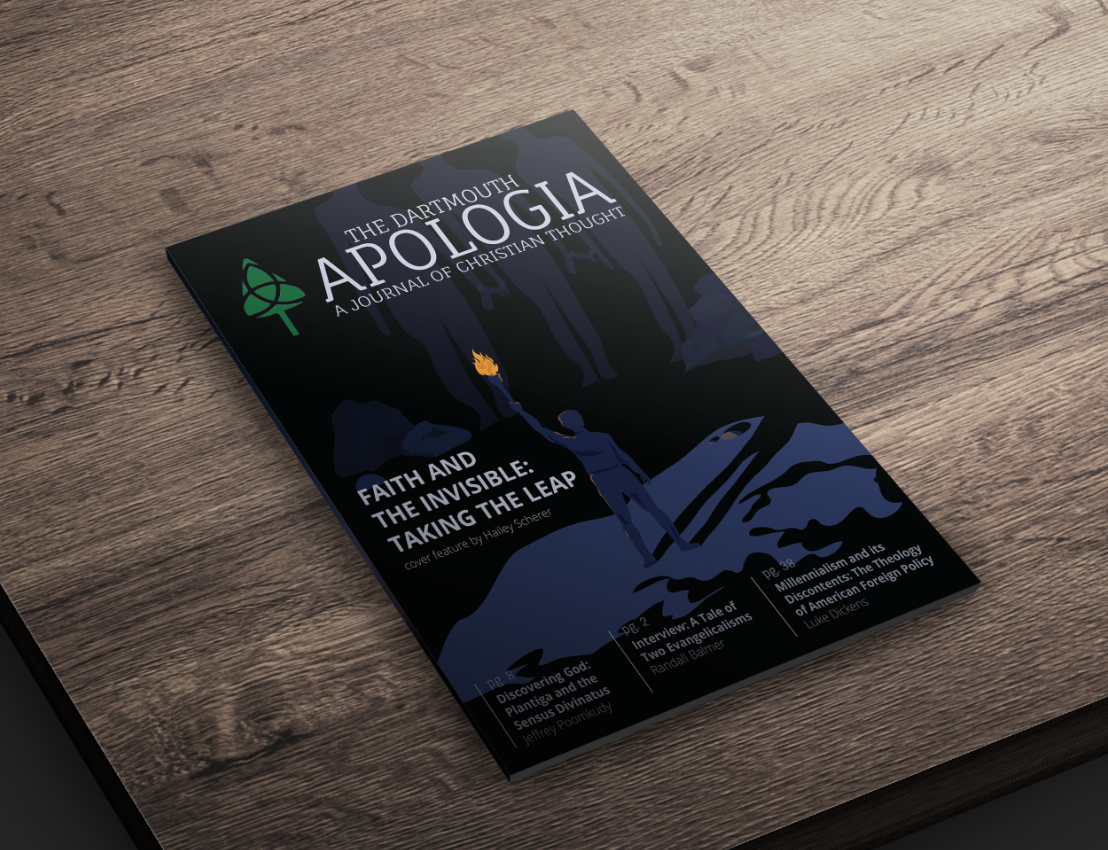 THE DARTMOUTH
APOLOGIA
A JOURNAL OF CHRISTIAN THOUGHT
FAITH AND
THE INVISIBLE:
TAKING THE LEAP
cover feature by Hailey Scherer
pg. 8
Discovering God:
Plantiga and the
Sensus Divinatus
Jeffrey Poomkudy
pg. 2
Interview: A Tale of
Two Evangelicalisms
Randall Balmer
pg. 38
Millennialism and its
Discontents: The Theology
of American Foreign Policy
Luke Dickens